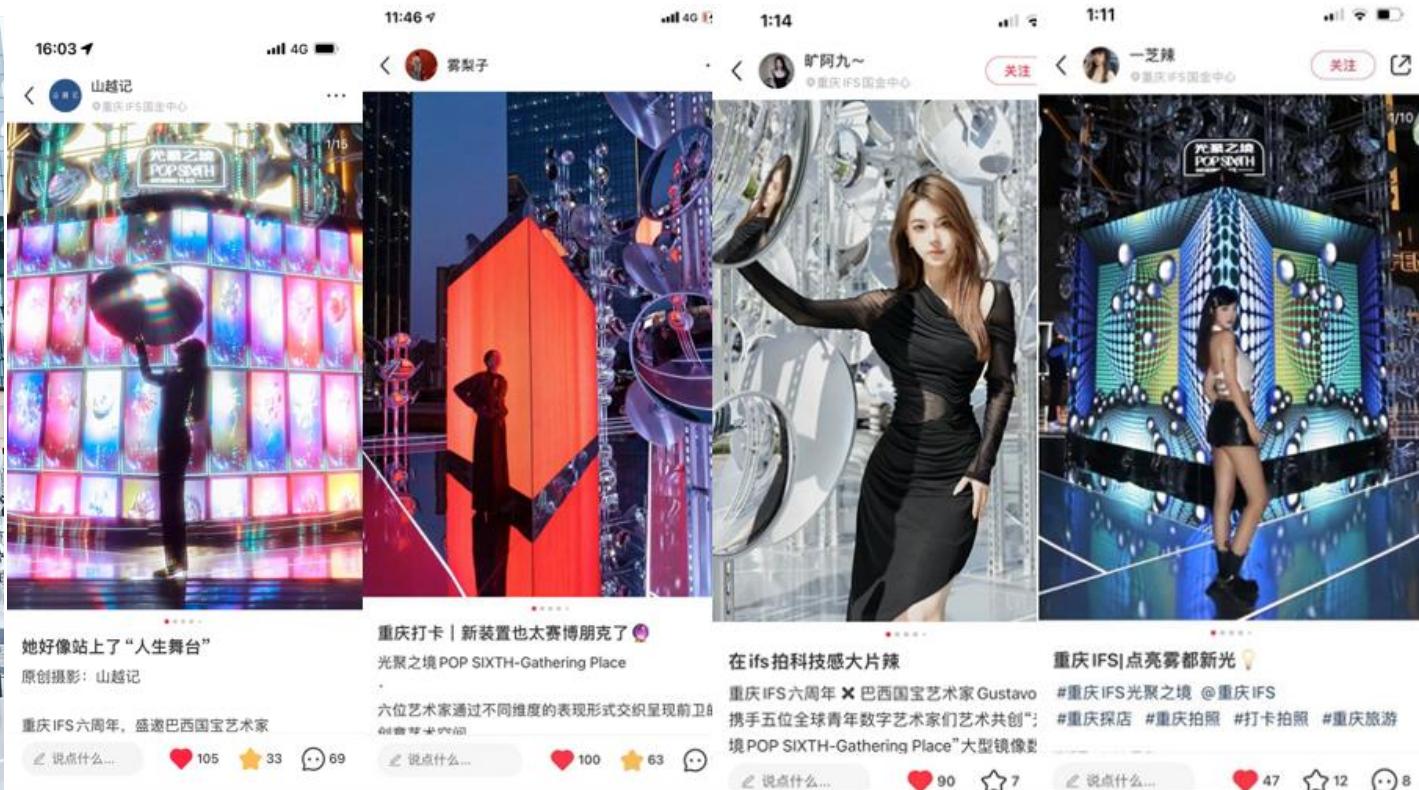 16:03
4G
山越记
重庆IFS国金中心
1/15
光聚之境
POP SIXTH
GATHERING PLACE
她好像站上了“人生舞台”
原创摄影：山越记
重庆IFS六周年，盛邀巴西国宝艺术家
说点什么...
105
33
69
11:46
4G
雾梨子
重庆打卡｜新装置也太赛博朋克了🔮
光聚之境 POP SIXTH-Gathering Place
.
六位艺术家通过不同维度的表现形式交织呈现前卫的
创意艺术空间
说点什么...
100
63
1:14
旷阿九～
重庆IFS国金中心
关注
在ifs拍科技感大片辣
重庆IFS六周年 ✖ 巴西国宝艺术家Gustavo
携手五位全球青年数字艺术家们艺术共创“
境POP SIXTH-Gathering Place”大型镜像数
说点什么...
90
7
1:11
一芝辣
重庆IFS国金中心
关注
1/10
光聚之境
POP SIXTH
重庆IFS|点亮雾都新光💡
#重庆IFS光聚之境 @重庆IFS
#重庆探店 #重庆拍照 #打卡拍照 #重庆旅游
说点什么...
47
12
8